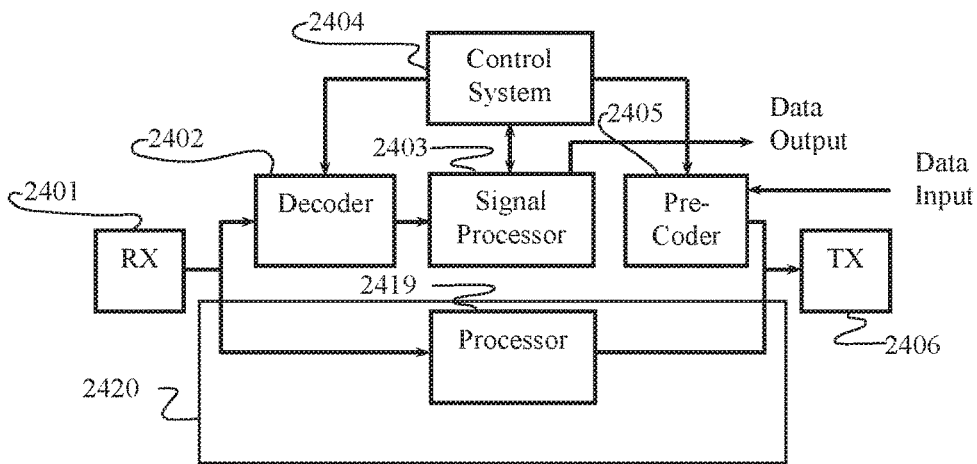 2404
Control
System
2402
2403
2405
Data
Output
2401
Decoder
Signal
Processor
Pre-
Coder
Data
Input
RX
TX
2419
Processor
2406
2420